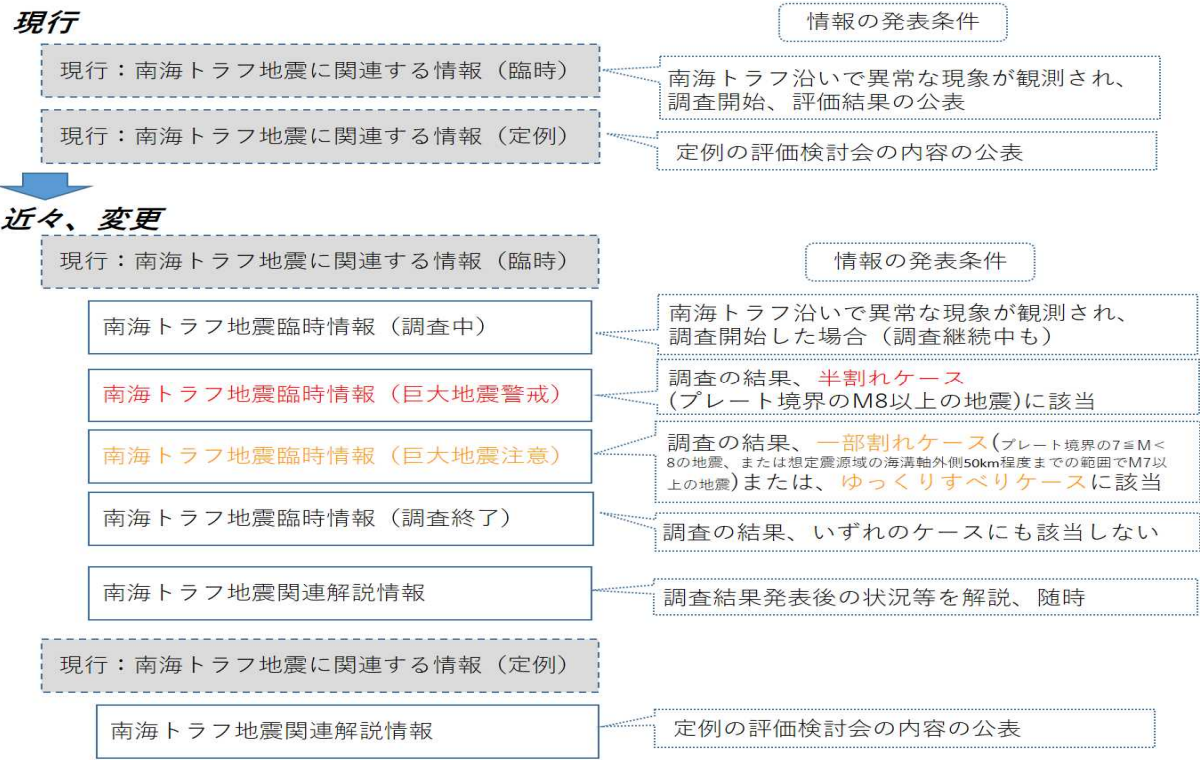 現行
情報の発表条件
現行：南海トラフ地震に関連する情報（臨時）
南海トラフ沿いで異常な現象が観測され、
調査開始、評価結果の公表
現行：南海トラフ地震に関連する情報（定例）
定例の評価検討会の内容の公表
近々、変更
現行：南海トラフ地震に関連する情報（臨時）
情報の発表条件
南海トラフ地震臨時情報（調査中）
南海トラフ沿いで異常な現象が観測され、
調査開始した場合（調査継続中も）
南海トラフ地震臨時情報（巨大地震警戒）
調査の結果、半割れケース
(プレート境界のM8以上の地震)に該当
南海トラフ地震臨時情報（巨大地震注意）
調査の結果、一部割れケース(プレート境界の7≦M＜
8の地震、または想定震源域の海溝軸外側50km程度までの範囲でM7以
上の地震)または、ゆっくりすべりケースに該当
南海トラフ地震臨時情報（調査終了）
調査の結果、いずれのケースにも該当しない
南海トラフ地震関連解説情報
調査結果発表後の状況等を解説、随時
現行：南海トラフ地震に関連する情報（定例）
南海トラフ地震関連解説情報
定例の評価検討会の内容の公表